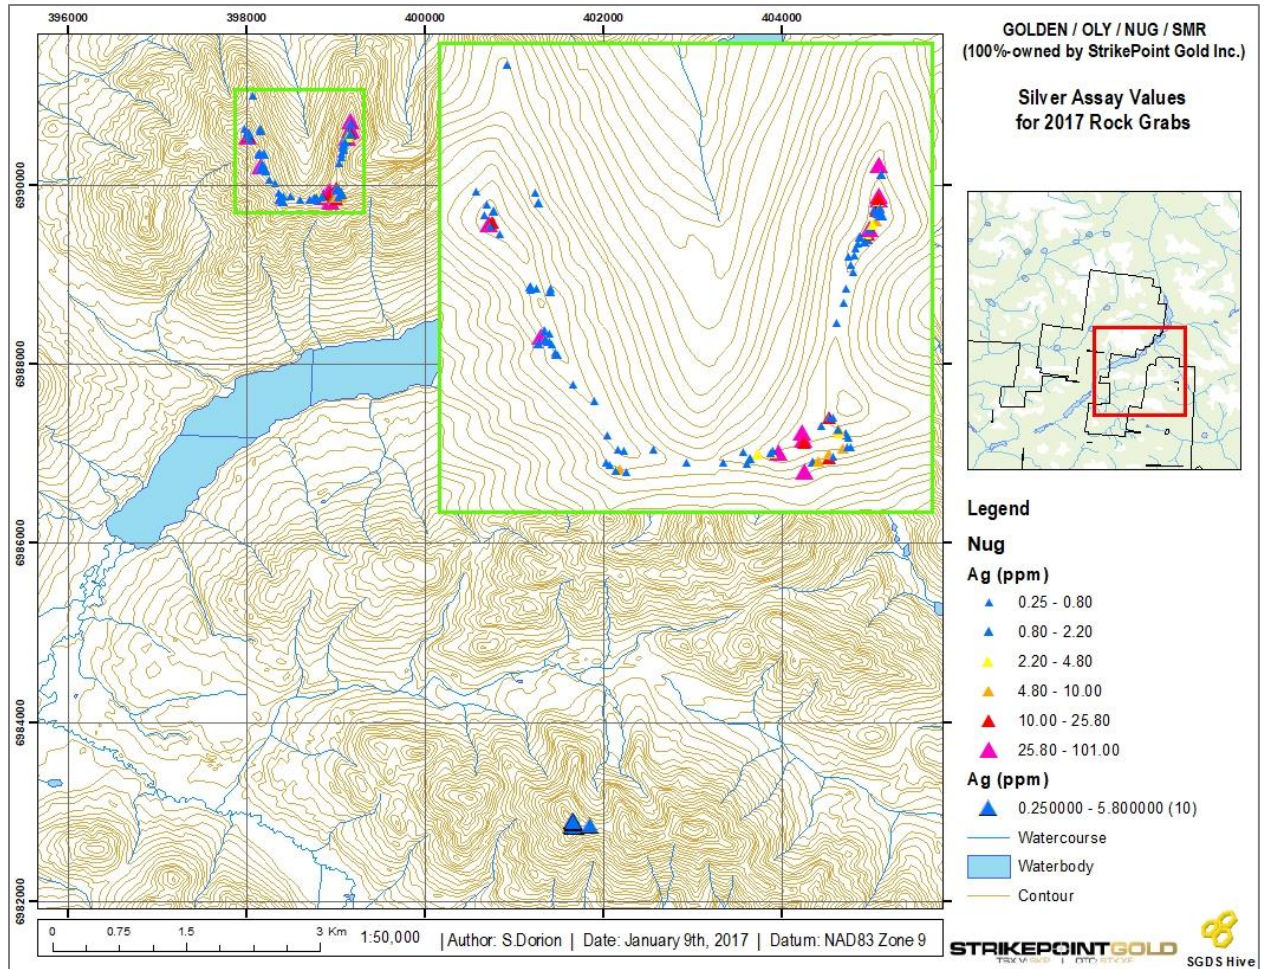 396000 398000 400000 402000 404000
6990000
6988000
6986000
6984000
6982000
GOLDEN / OLY / NUG / SMR
(100%-owned by StrikePoint Gold Inc.)
Silver Assay Values
for 2017 Rock Grabs
Legend
Nug
Ag (ppm)
0.25 - 0.80
0.80 - 2.20
2.20 - 4.80
4.80 - 10.00
10.00 - 25.80
25.80 - 101.00
Ag (ppm)
0.250000 - 5.800000 (10)
Watercourse
Waterbody
Contour
0 0.75 1.5 3 Km 1:50,000 | Author: S.Dorion | Date: January 9th, 2017 | Datum: NAD83 Zone 9
STRIKEPOINTGOLD
SGDS Hive